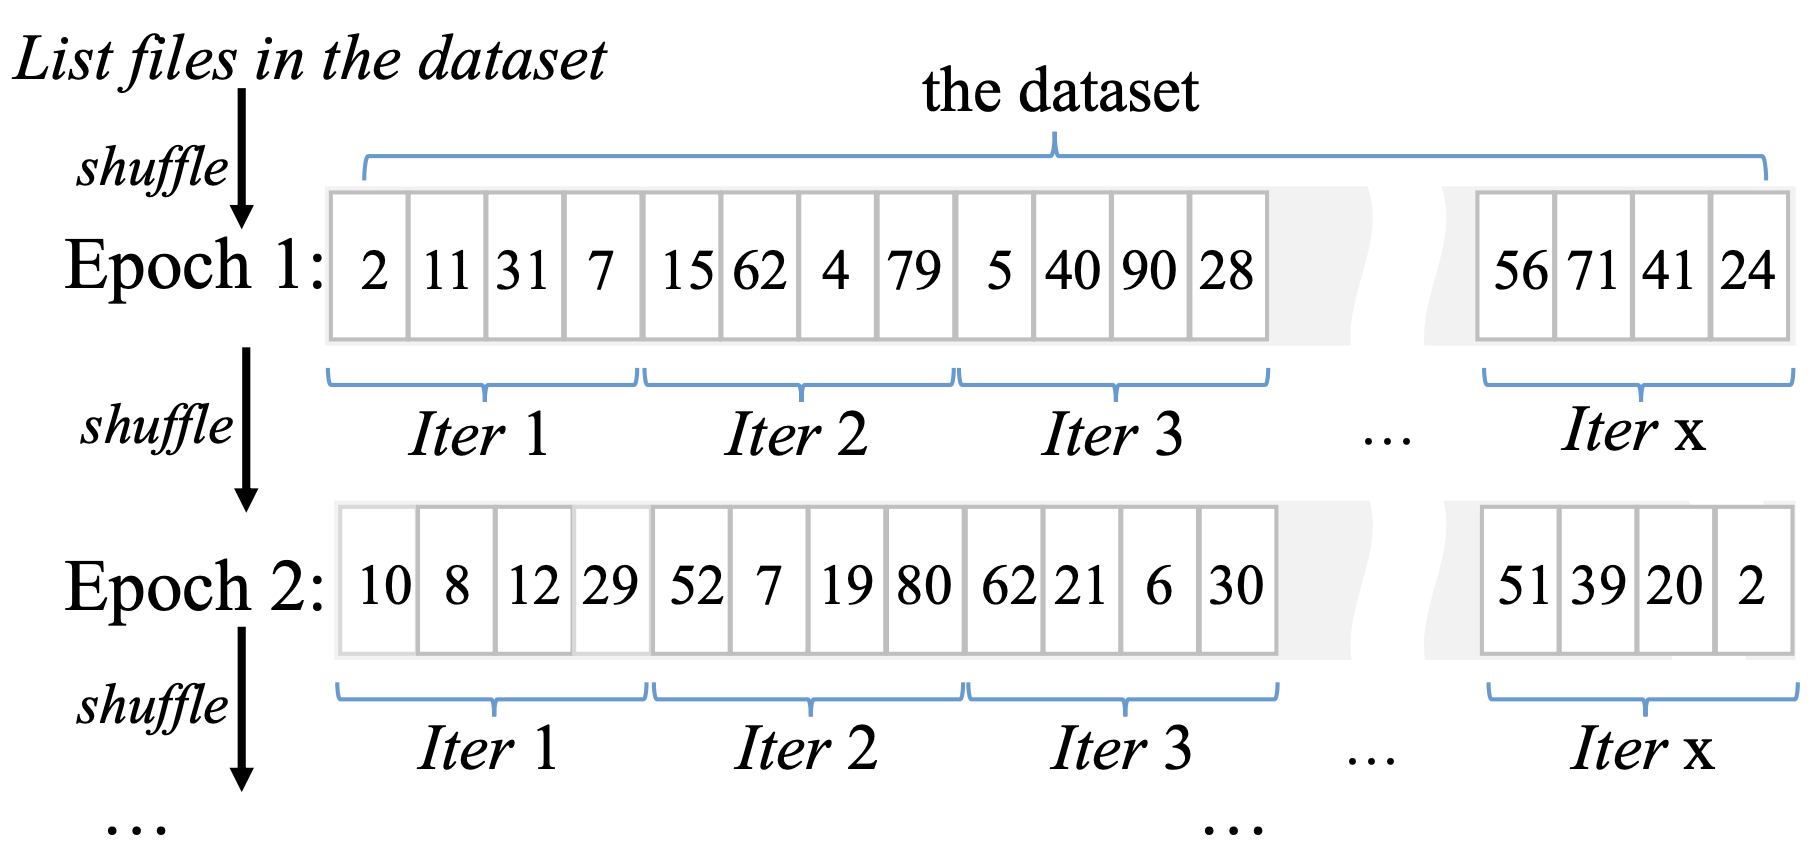 List files in the dataset
the dataset
shuffle
Epoch 1: 2 11 31 7 15 62 4 79 5 40 90 28 56 71 41 24
Iter 1 Iter 2 Iter 3 ... Iter x
shuffle
Epoch 2: 10 8 12 29 52 7 19 80 62 21 6 30 51 39 20 2
Iter 1 Iter 2 Iter 3 ... Iter x
shuffle
... ...